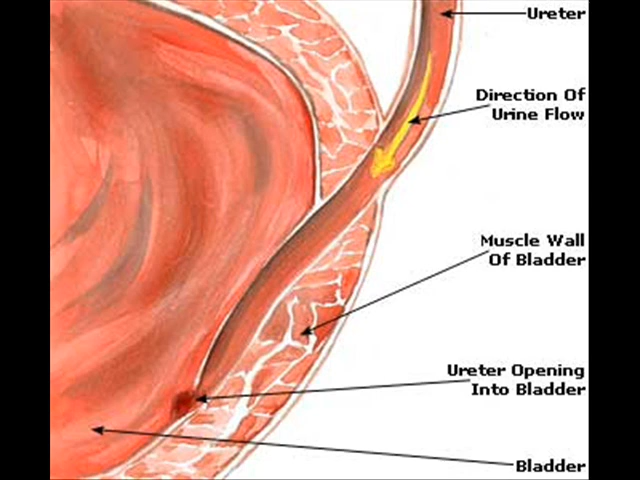 Ureter
Direction Of
Urine Flow
Muscle Wall
Of Bladder
Ureter Opening
Into Bladder
Bladder